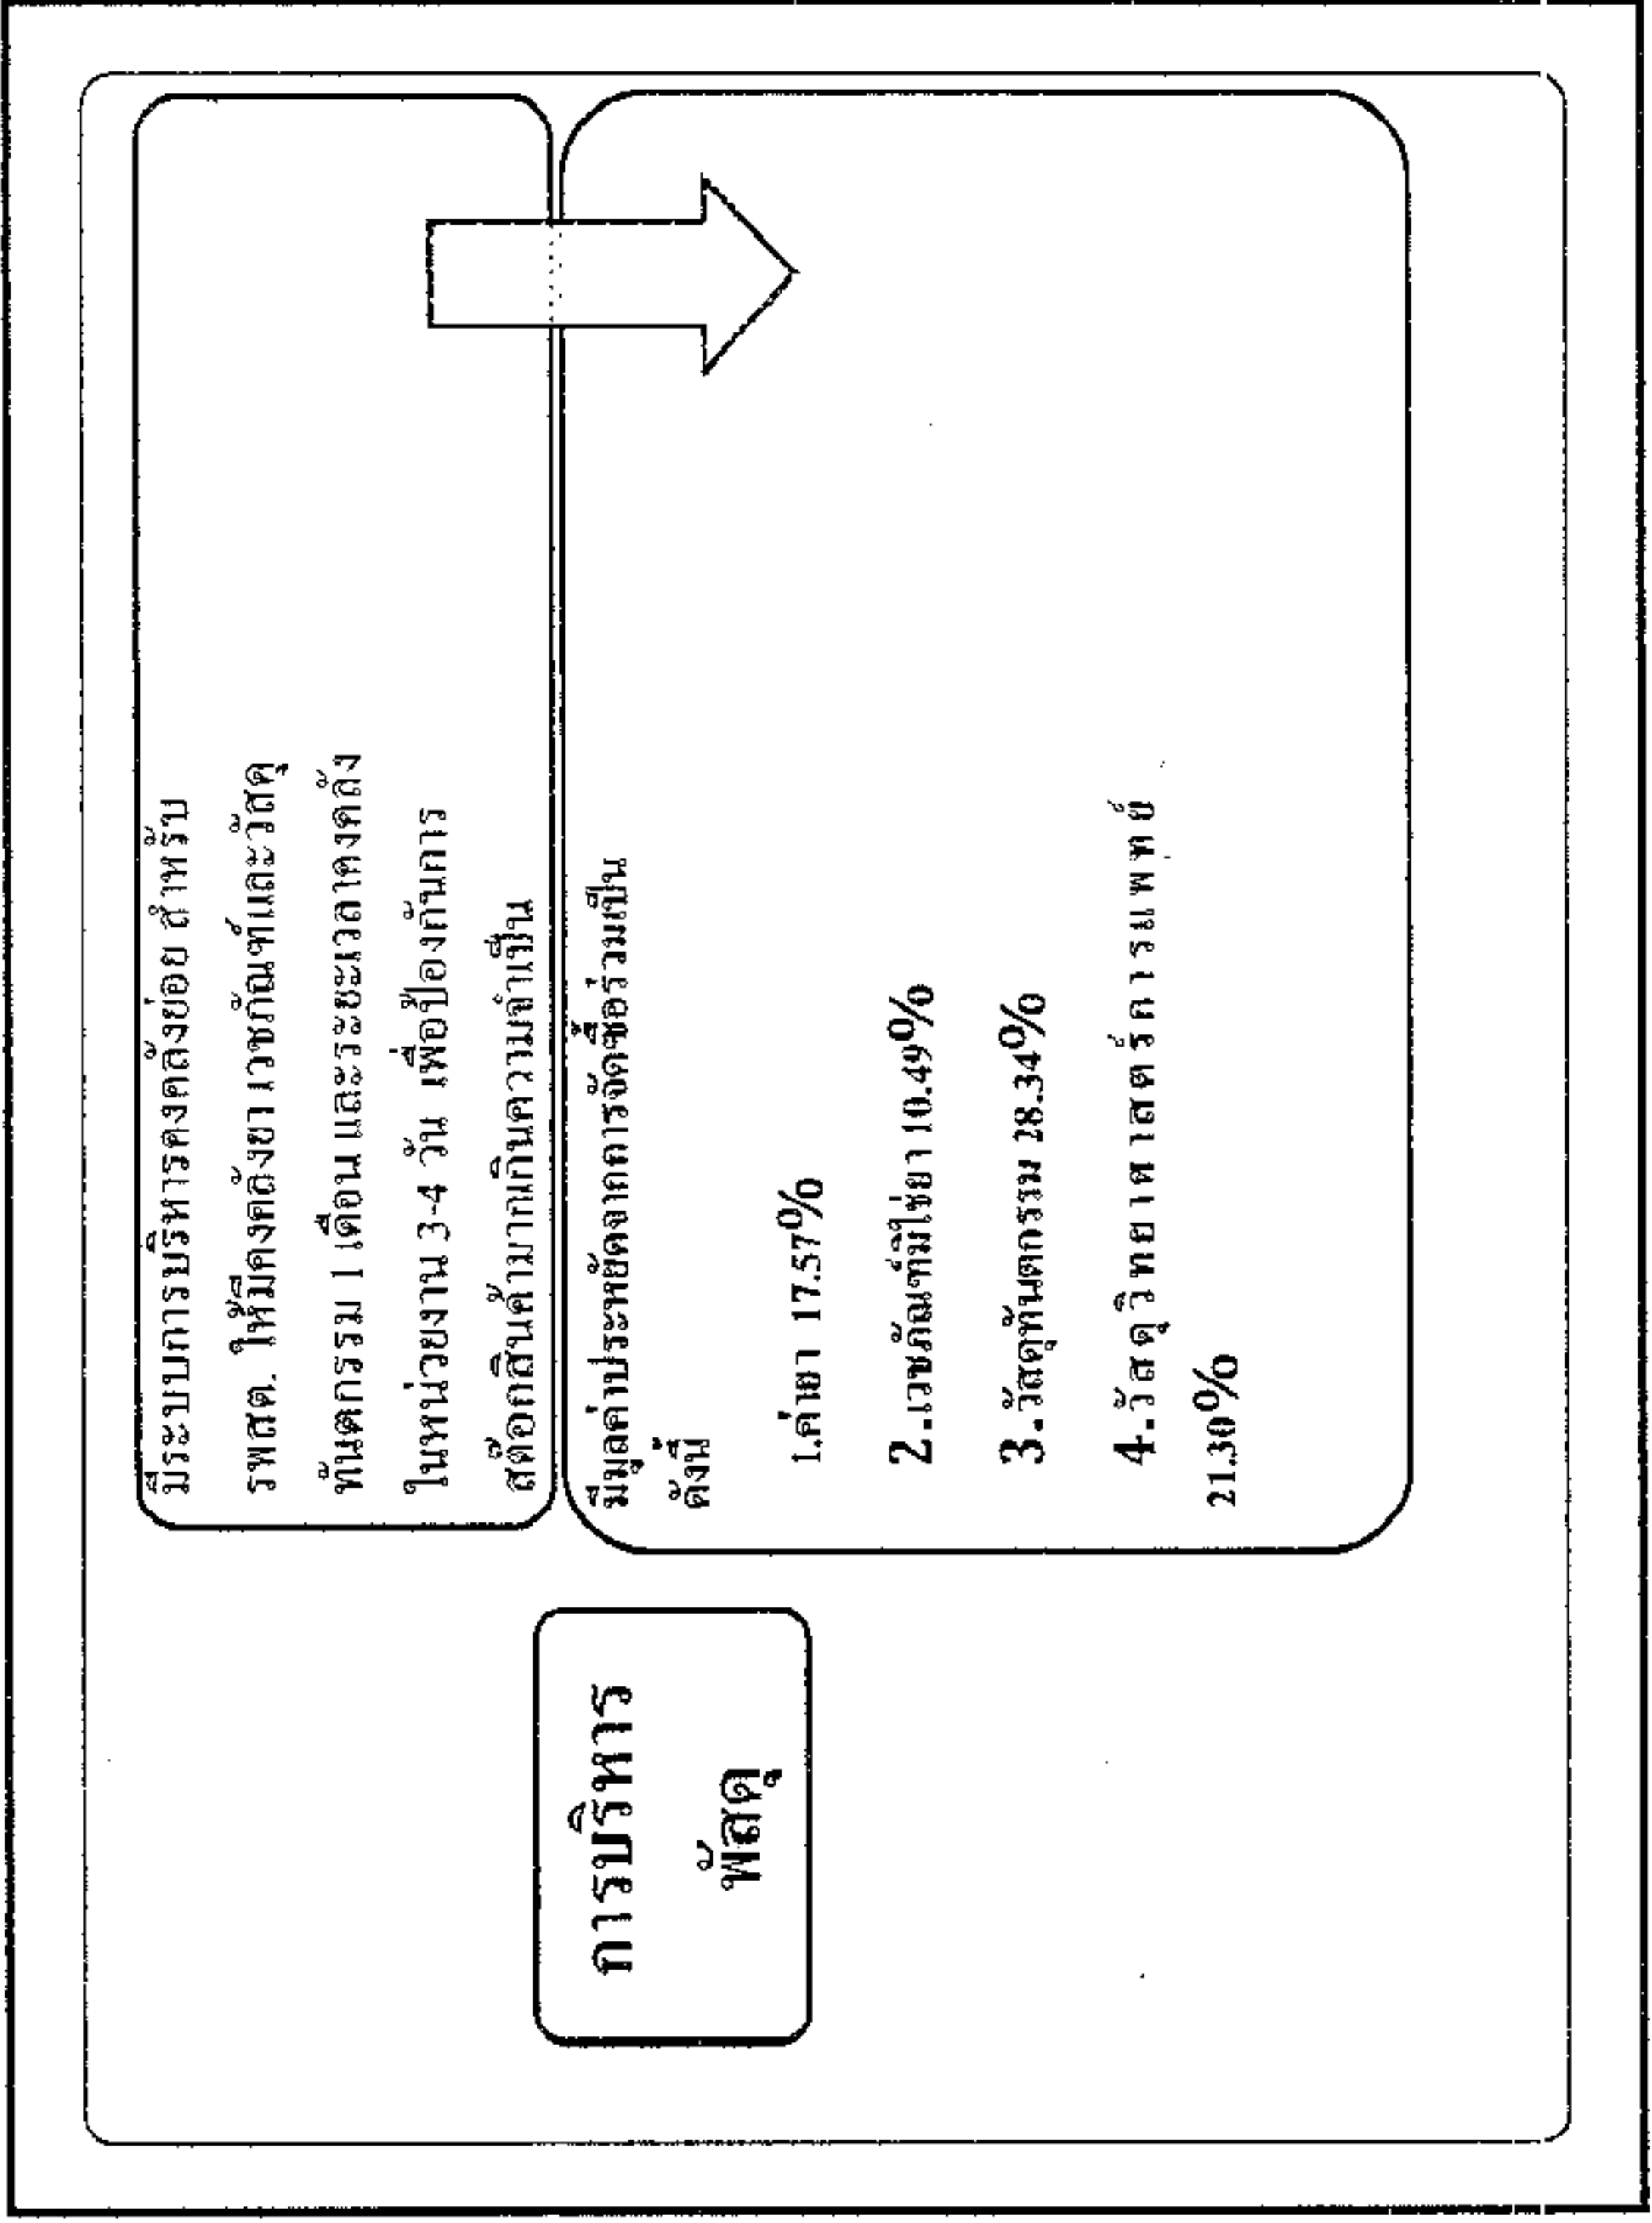 การบริหาร
พัสดุ
มีระบบการบริหารคงคลังย่อย สำหรับ
รพสต. ให้มีคงคลังยา เวชภัณฑ์และวัสดุ
ทันตกรรม 1 เดือน และระยะเวลาคงคลัง
ในหน่วยงาน 3-4 วัน เพื่อป้องกันการ
สต๊อกสินค้ามากเกินความจำเป็น
มีมูลค่าประหยัดจากการจัดซื้อร่วมเป็น
ดังนี้
1.ค่ายา 17.57%
2.เวชภัณฑ์มิใช่ยา 10.49%
3.วัสดุทันตกรรม 28.34%
4.วัสดุวิทยาศาสตร์การแพทย์
21.30%